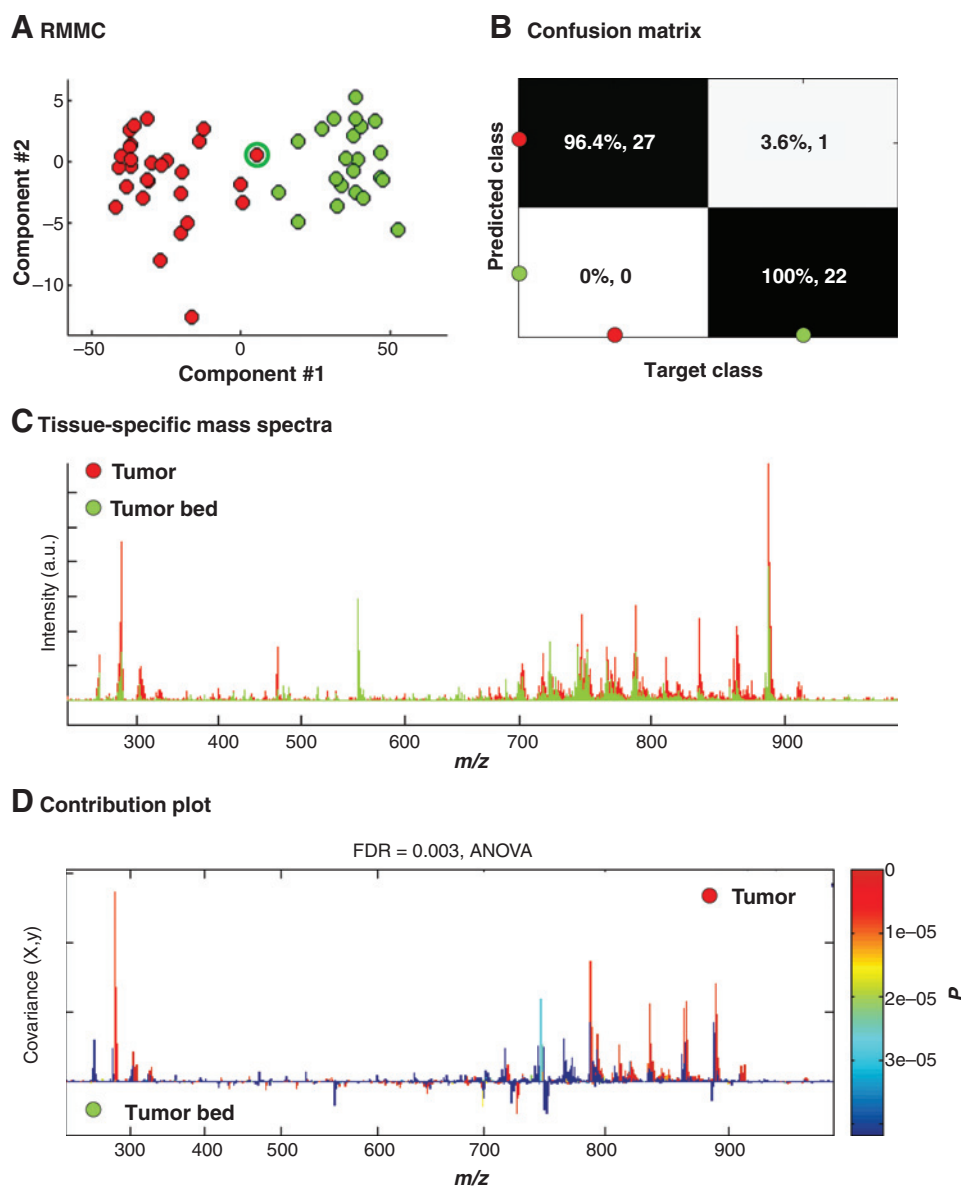 A RMMC
Component #2
5
0
−5
−10
−50
0
50
Component #1
B Confusion matrix
Predicted class
96.4%, 27
3.6%, 1
0%, 0
100%, 22
Target class
C Tissue-specific mass spectra
Tumor
Tumor bed
Intensity (a.u.)
300 400 500 600 700 800 900
m/z
D Contribution plot
FDR = 0.003, ANOVA
Tumor
Covariance (X,y)
Tumor bed
300 400 500 600 700 800 900
m/z
0
1e−05
2e−05
3e−05
P